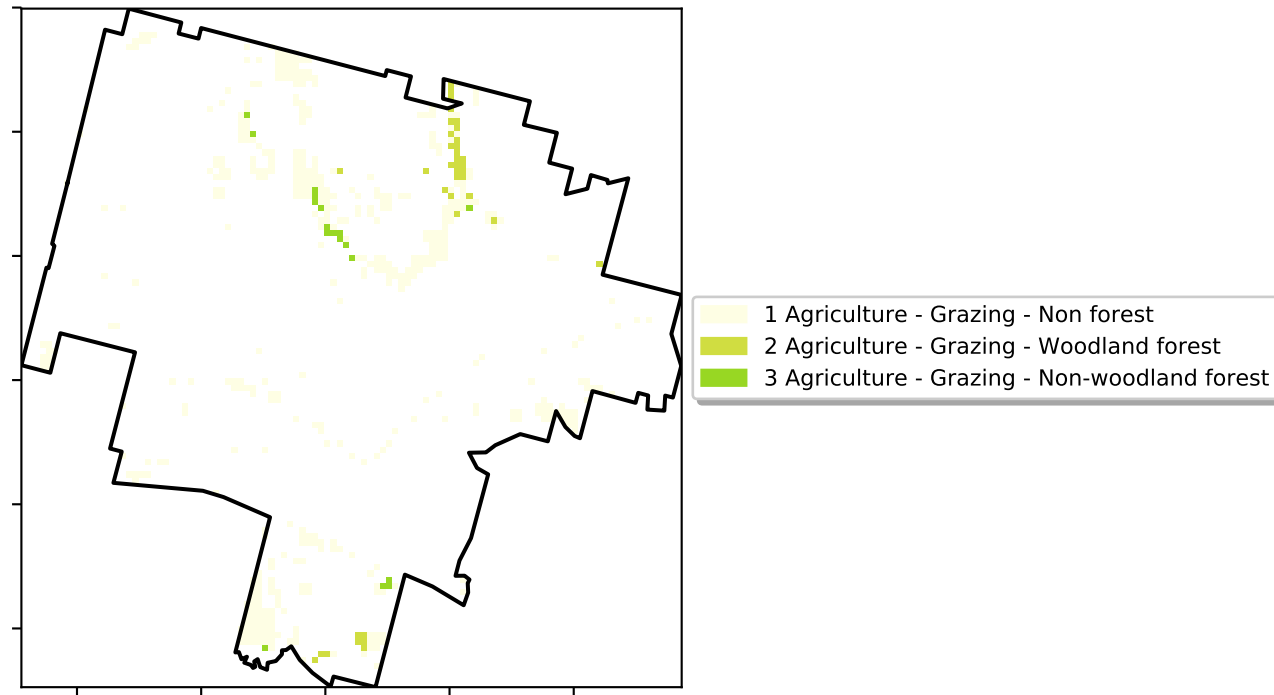 1 Agriculture - Grazing - Non forest
2 Agriculture - Grazing - Woodland forest
3 Agriculture - Grazing - Non-woodland forest